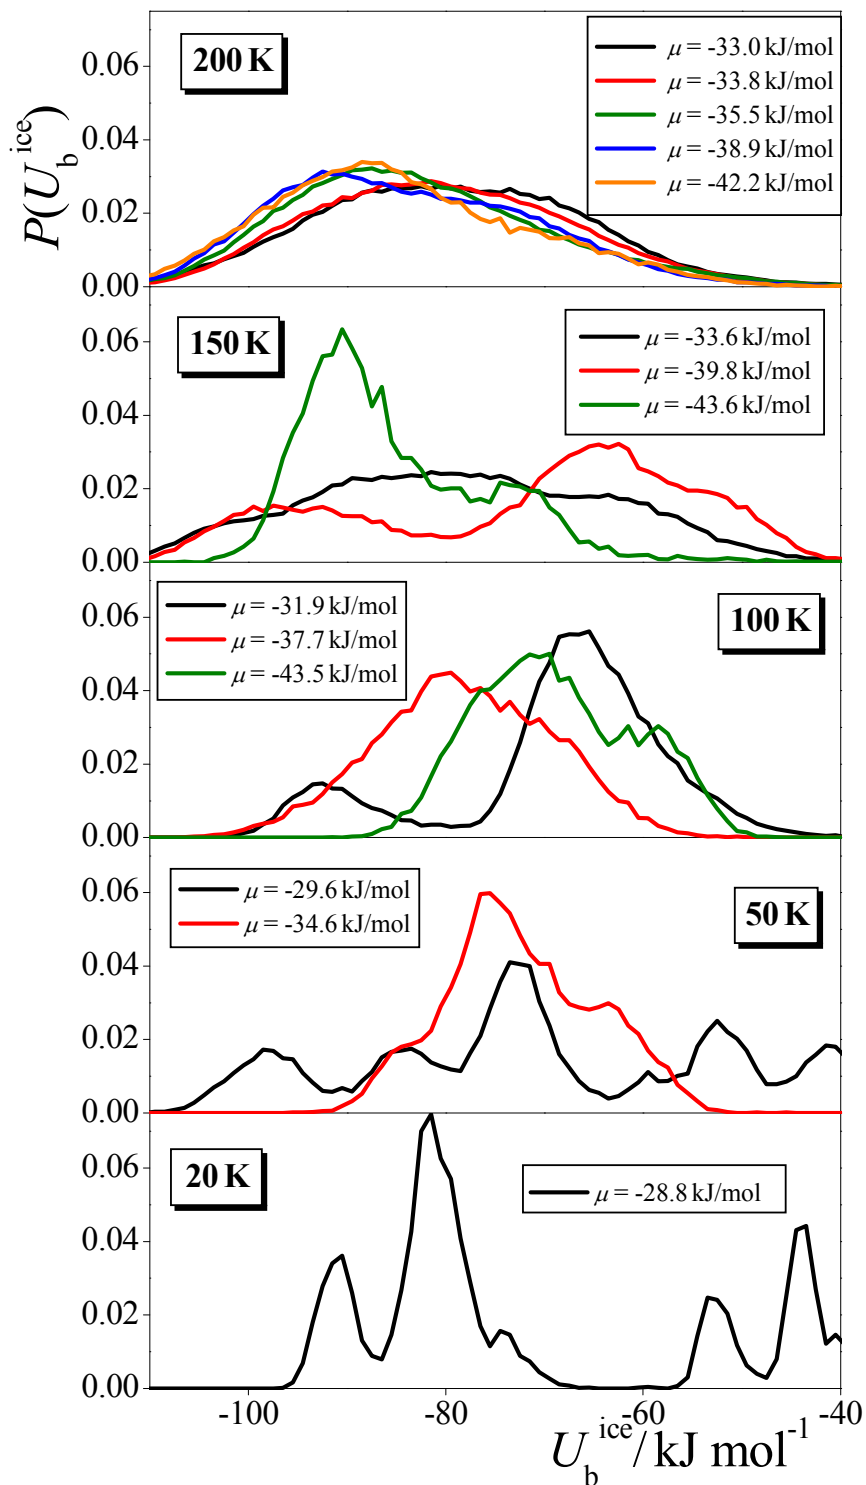 P(U_b^ice)
200 K
μ = -33.0 kJ/mol
μ = -33.8 kJ/mol
μ = -35.5 kJ/mol
μ = -38.9 kJ/mol
μ = -42.2 kJ/mol
0.06
0.04
0.02
0.00
150 K
μ = -33.6 kJ/mol
μ = -39.8 kJ/mol
μ = -43.6 kJ/mol
0.06
0.04
0.02
0.00
μ = -31.9 kJ/mol
μ = -37.7 kJ/mol
μ = -43.5 kJ/mol
100 K
0.06
0.04
0.02
0.00
μ = -29.6 kJ/mol
μ = -34.6 kJ/mol
50 K
0.06
0.04
0.02
0.00
20 K
μ = -28.8 kJ/mol
0.06
0.04
0.02
0.00
-100 -80 -60 -40
U_b^ice / kJ mol^-1